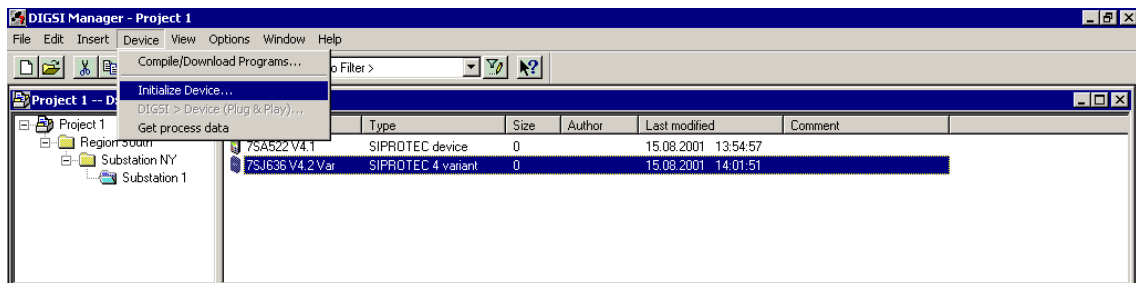 DIGSI Manager - Project 1
File Edit Insert Device View Options Window Help
Compile/Download Programs...
o Filter >
Initialize Device...
Project 1 -- D:
DIGSI > Device (Plug & Play)...
Get process data
Type Size Author Last modified Comment
Project 1
Region South
7SA522 V4.1 SIPROTEC device 0 15.08.2001 13:54:57
Substation NY
7SJ636 V4.2 Var SIPROTEC 4 variant 0 15.08.2001 14:01:51
Substation 1